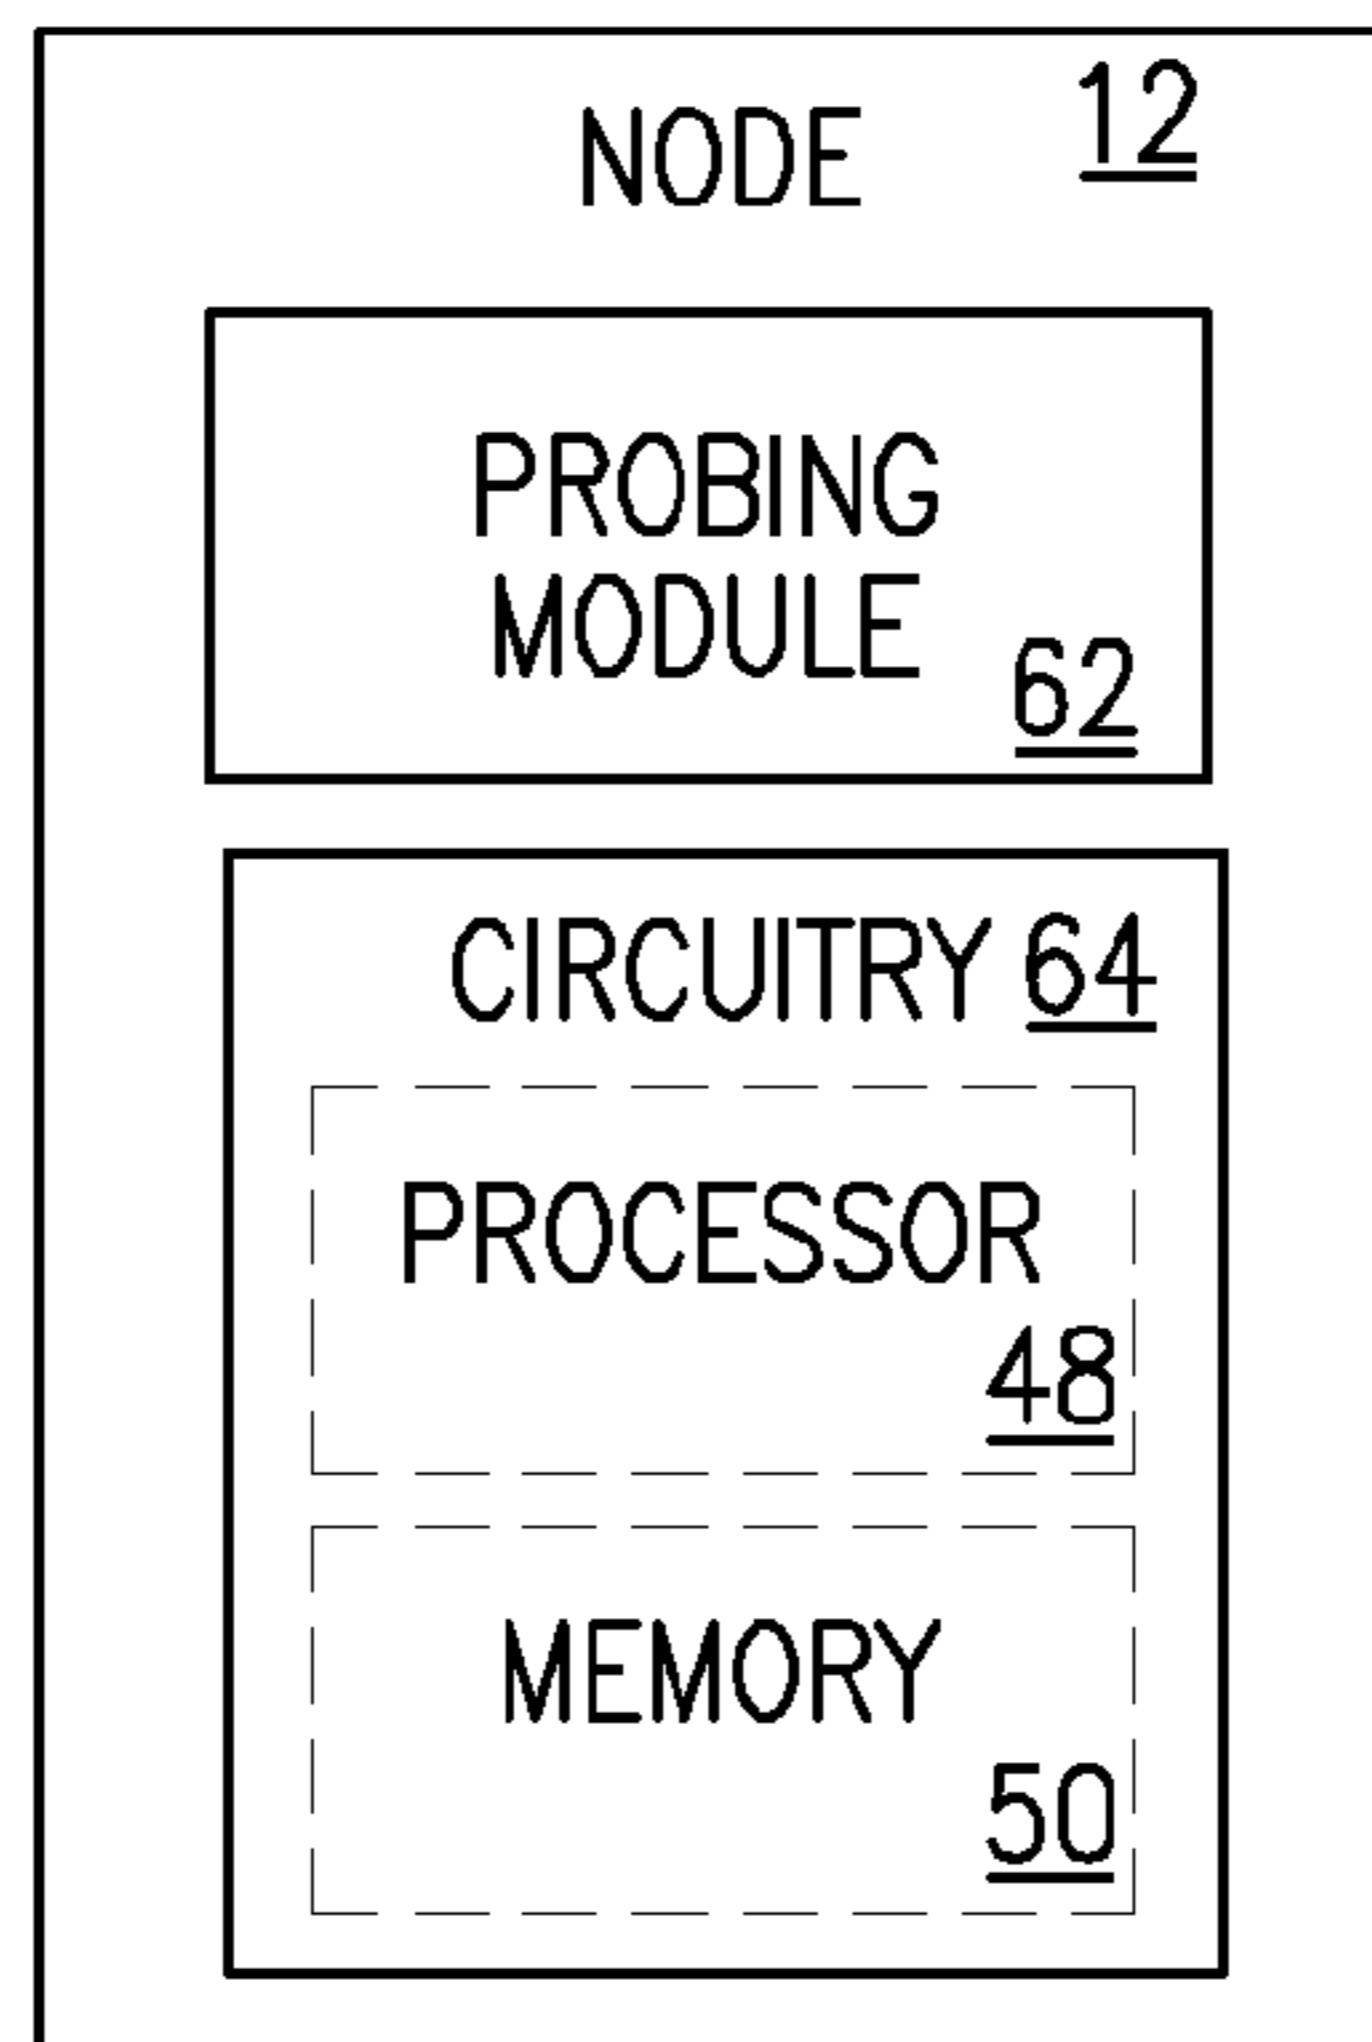 NODE 12
PROBING
MODULE
62
CIRCUITRY 64
PROCESSOR
48
MEMORY
50